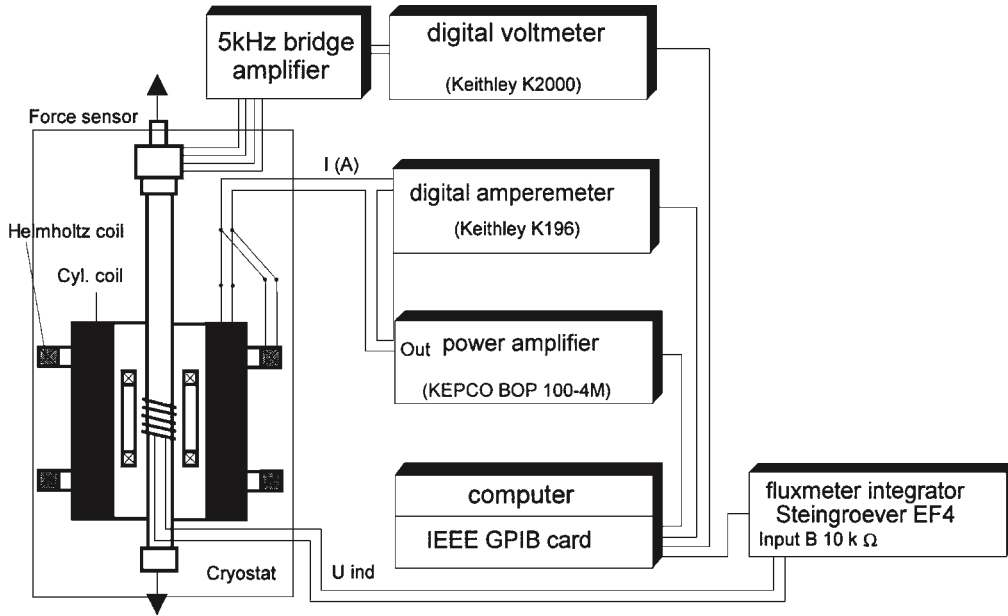 5kHz bridge
amplifier
digital voltmeter
(Keithley K2000)
Force sensor
I (A)
digital amperemeter
(Keithley K196)
Helmholtz coil
Cyl. coil
Out
power amplifier
(KEPCO BOP 100-4M)
computer
IEEE GPIB card
fluxmeter integrator
Steingroever EF4
Input B 10 k Ω
Cryostat
U ind